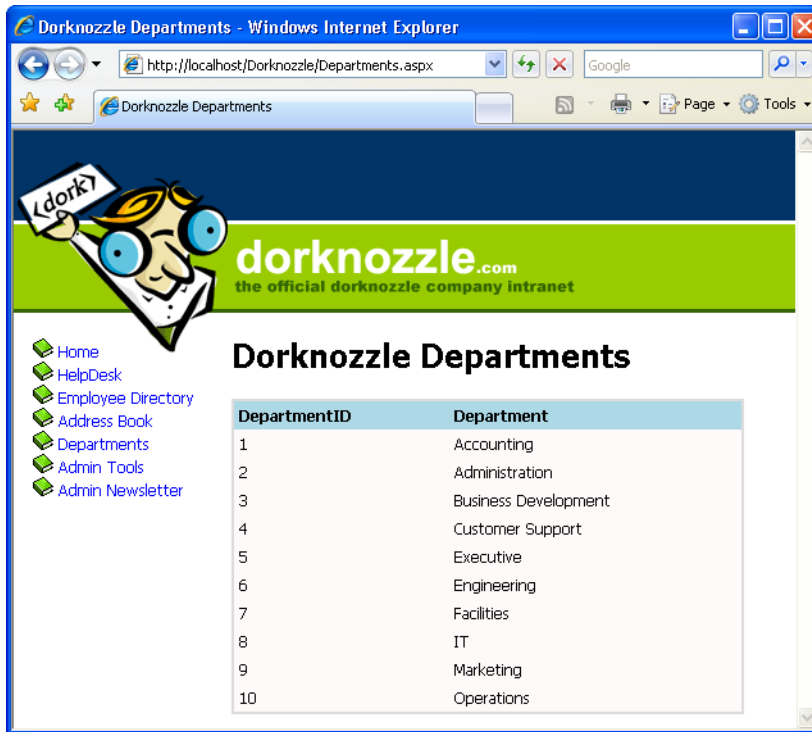 Dorknozzle Departments - Windows Internet Explorer
http://localhost/Dorknozzle/Departments.aspx
Google
Dorknozzle Departments
Page
Tools
<dork>
dorknozzle.com
the official dorknozzle company intranet
Home
HelpDesk
Employee Directory
Address Book
Departments
Admin Tools
Admin Newsletter
Dorknozzle Departments
DepartmentID Department
1 Accounting
2 Administration
3 Business Development
4 Customer Support
5 Executive
6 Engineering
7 Facilities
8 IT
9 Marketing
10 Operations